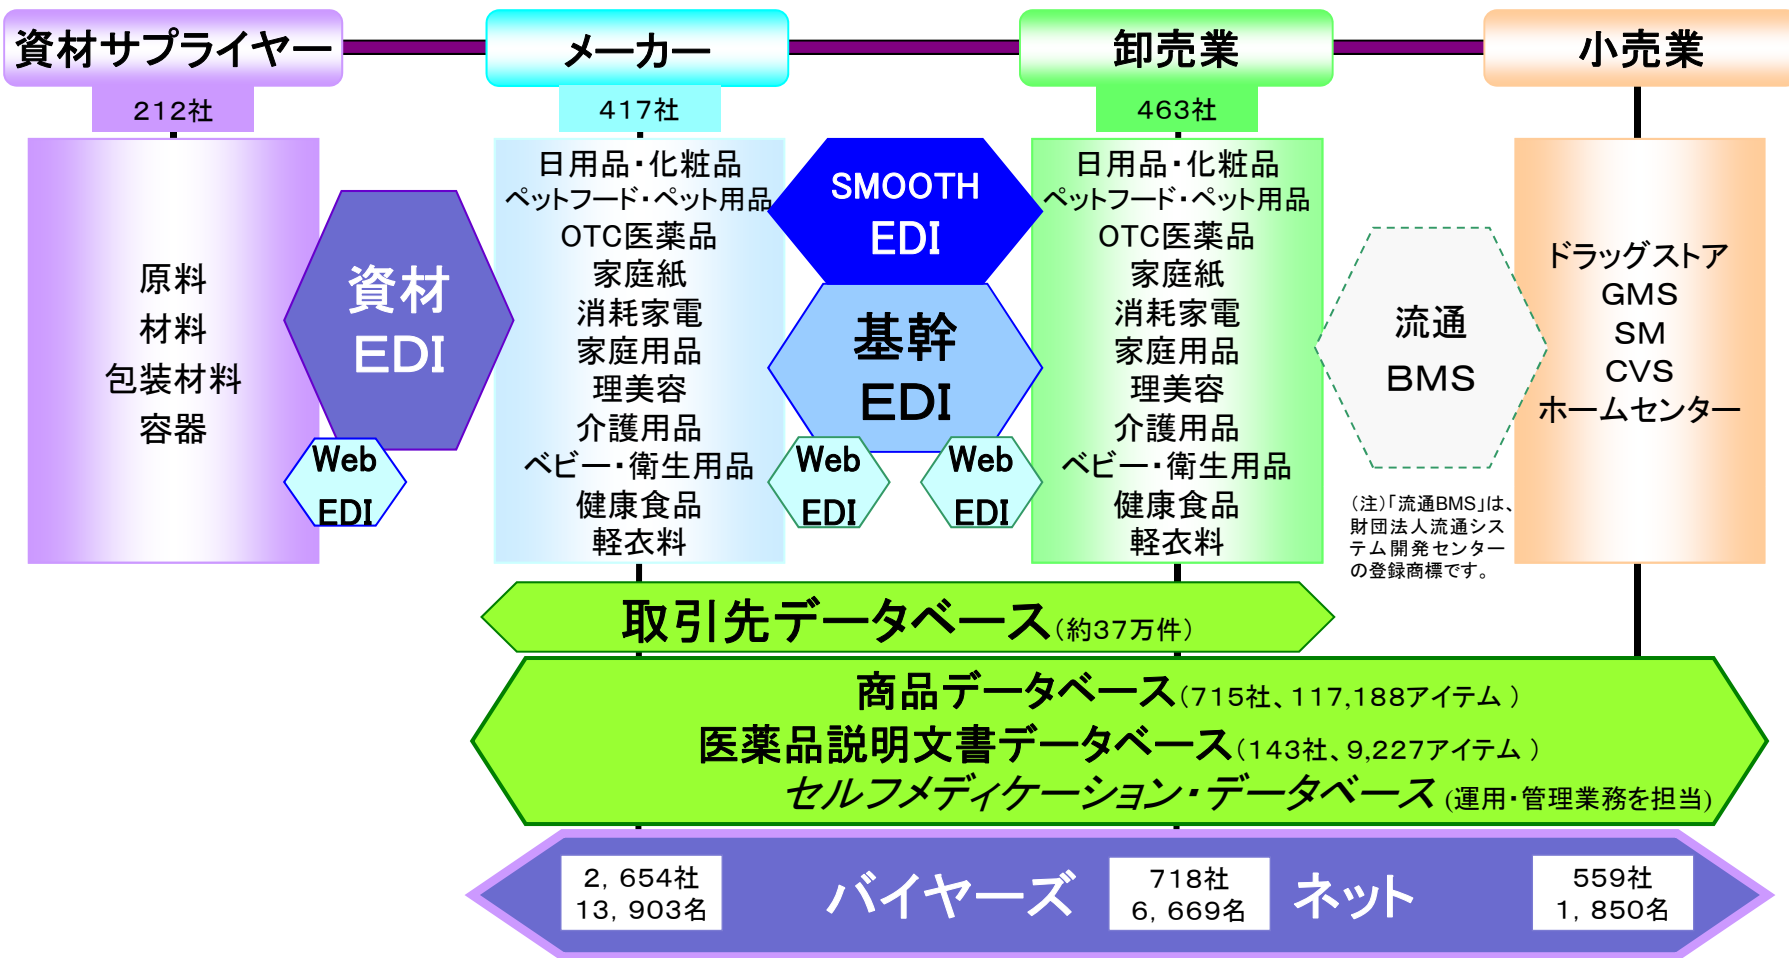 資材サプライヤー
メーカー
卸売業
小売業
212社
417社
463社
原料
材料
包装材料
容器
資材
EDI
Web
EDI
日用品・化粧品
ペットフード・ペット用品
OTC医薬品
家庭紙
消耗家電
家庭用品
理美容
介護用品
ベビー・衛生用品
健康食品
軽衣料
SMOOTH
EDI
基幹
EDI
Web
EDI
Web
EDI
日用品・化粧品
ペットフード・ペット用品
OTC医薬品
家庭紙
消耗家電
家庭用品
理美容
介護用品
ベビー・衛生用品
健康食品
軽衣料
流通
BMS
（注）「流通BMS」は、
財団法人流通シス
テム開発センター
の登録商標です。
ドラッグストア
GMS
SM
CVS
ホームセンター
取引先データベース（約37万件）
商品データベース（715社、117,188アイテム ）
医薬品説明文書データベース（143社、9,227アイテム ）
セルフメディケーション・データベース (運用・管理業務を担当)
2，654社
13，903名
バイヤーズ
718社
6，669名
ネット
559社
1，850名